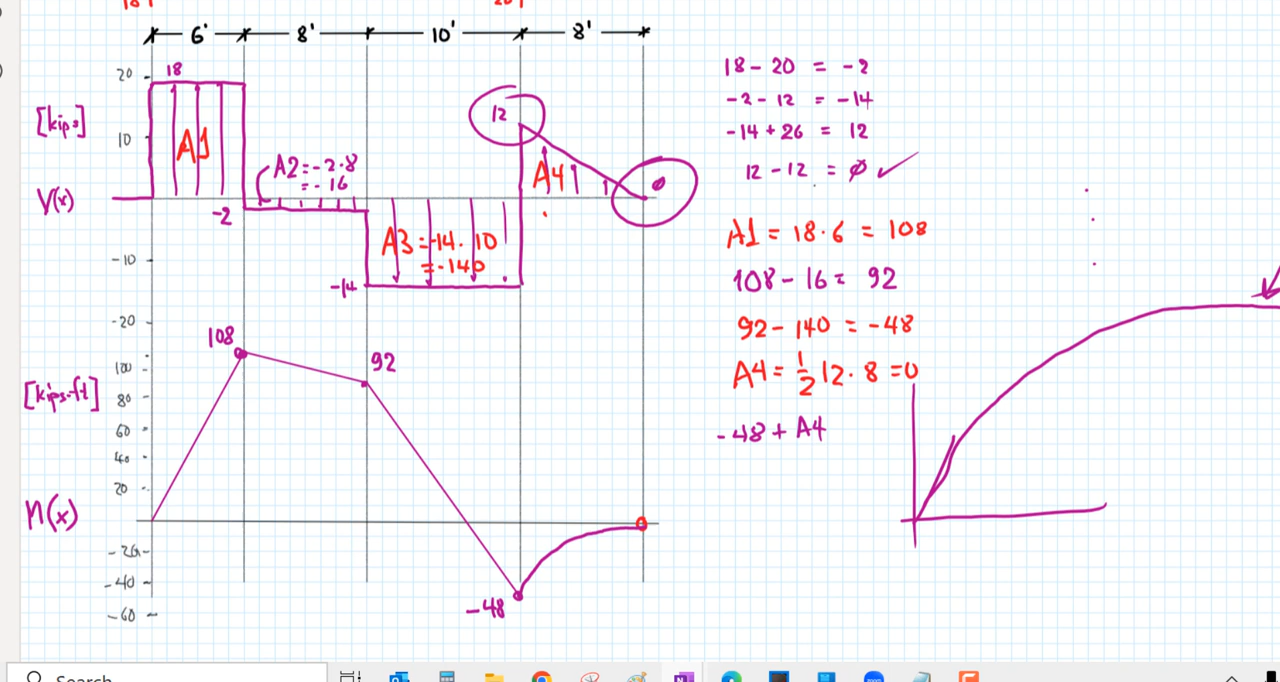 6' 8' 10' 8'
20 18
[kips] 10 A1
V(x)
A2=-2·8
=-16
-2
-10
A3=-14·10
=-140
-14
-20
12
A4
0
108
92
[kips-ft]
100
80
60
40
20
M(x)
-20
-40
-60
-48
18 - 20 = -2
-2 - 12 = -14
-14 + 26 = 12
12 - 12 = 0 ✓
A1 = 18·6 = 108
108 - 16 = 92
92 - 140 = -48
A4 = 1/2 12·8 =0
-48 + A4
Search